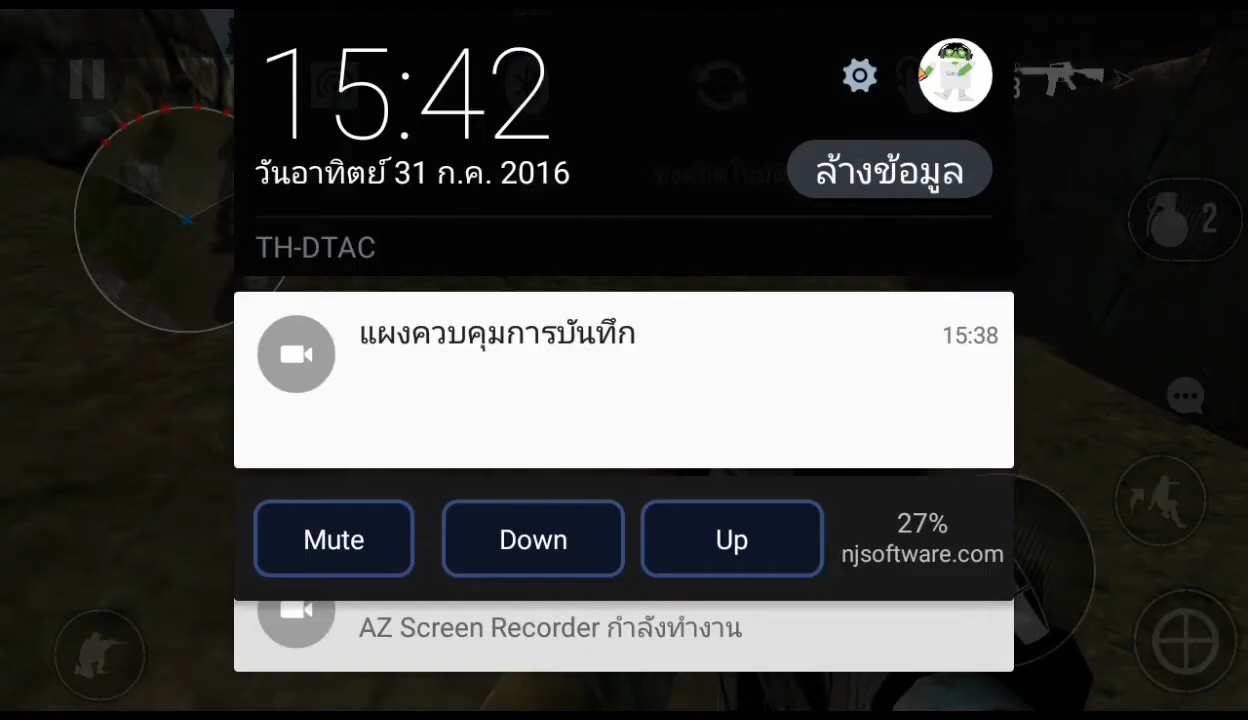 15:42
วันอาทิตย์ 31 ก.ค. 2016
ล้างข้อมูล
TH-DTAC
2
แผงควบคุมการบันทึก
15:38
Mute
Down
Up
27%
njsoftware.com
AZ Screen Recorder กำลังทำงาน